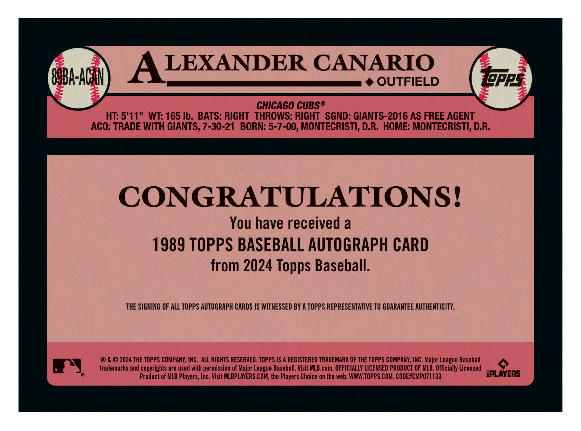 89BA-ACAN
ALEXANDER CANARIO
◆ OUTFIELD
Topps
CHICAGO CUBS®
HT: 5'11" WT: 165 lb. BATS: RIGHT THROWS: RIGHT SGND: GIANTS-2016 AS FREE AGENT
ACQ: TRADE WITH GIANTS, 7-30-21 BORN: 5-7-00, MONTECRISTI, D.R. HOME: MONTECRISTI, D.R.
CONGRATULATIONS!
You have received a
1989 TOPPS BASEBALL AUTOGRAPH CARD
from 2024 Topps Baseball.
THE SIGNING OF ALL TOPPS AUTOGRAPH CARDS IS WITNESSED BY A TOPPS REPRESENTATIVE TO GUARANTEE AUTHENTICITY.
® & © 2024 THE TOPPS COMPANY, INC. ALL RIGHTS RESERVED. TOPPS IS A REGISTERED TRADEMARK OF THE TOPPS COMPANY, INC. Major League Baseball
trademarks and copyrights are used with permission of Major League Baseball. Visit MLB.com. OFFICIALLY LICENSED PRODUCT OF MLB. Officially Licensed
Product of MLB Players, Inc. Visit MLBPLAYERS.COM, the Players Choice on the web. WWW.TOPPS.COM. CODE#CMP071133
PLAYERS